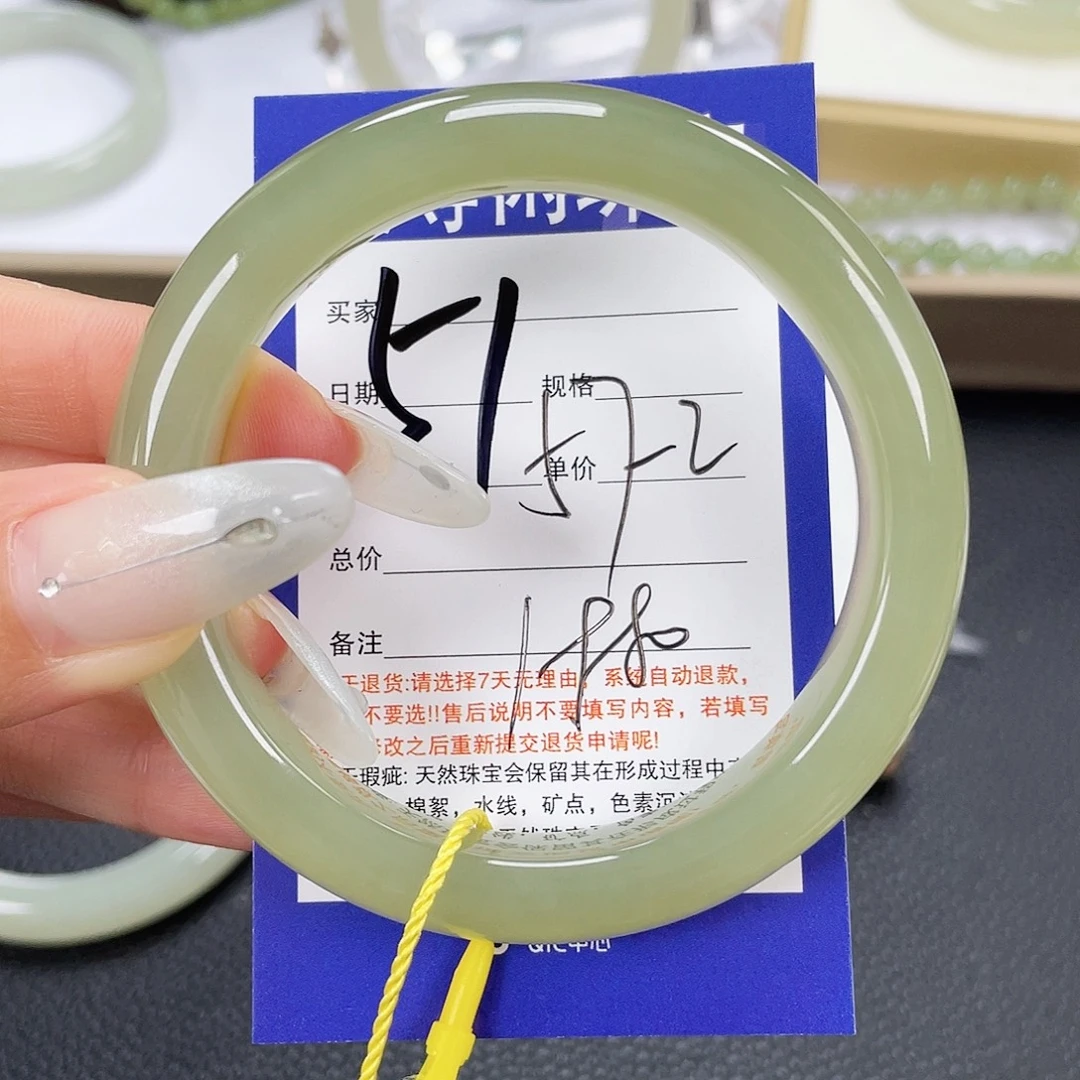 买家
51
日期 规格
57-2
单价
总价
1980
备注
退货:请选择7天无理由,系统自动退款,
不要选!!售后说明不要填写内容,若填写
改之后重新提交退货申请呢!
瑕疵:天然珠宝会保留其在形成过程中
棉絮,水线,矿点,色素沉